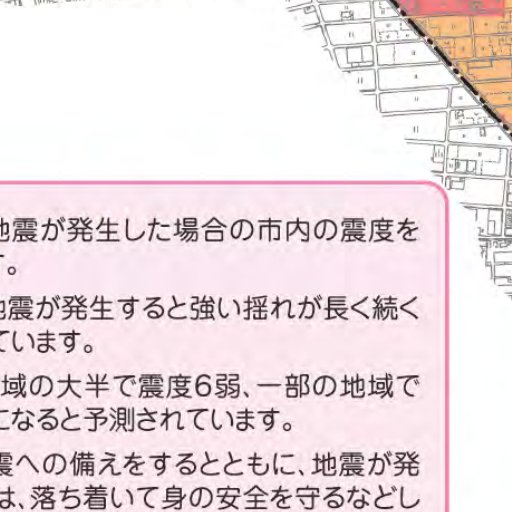 地震が発生した場合の市内の震度を
す。
地震が発生すると強い揺れが長く続く
ています。
域の大半で震度6弱、一部の地域で
になると予測されています。
震への備えをするとともに、地震が発
は、落ち着いて身の安全を守るなどし